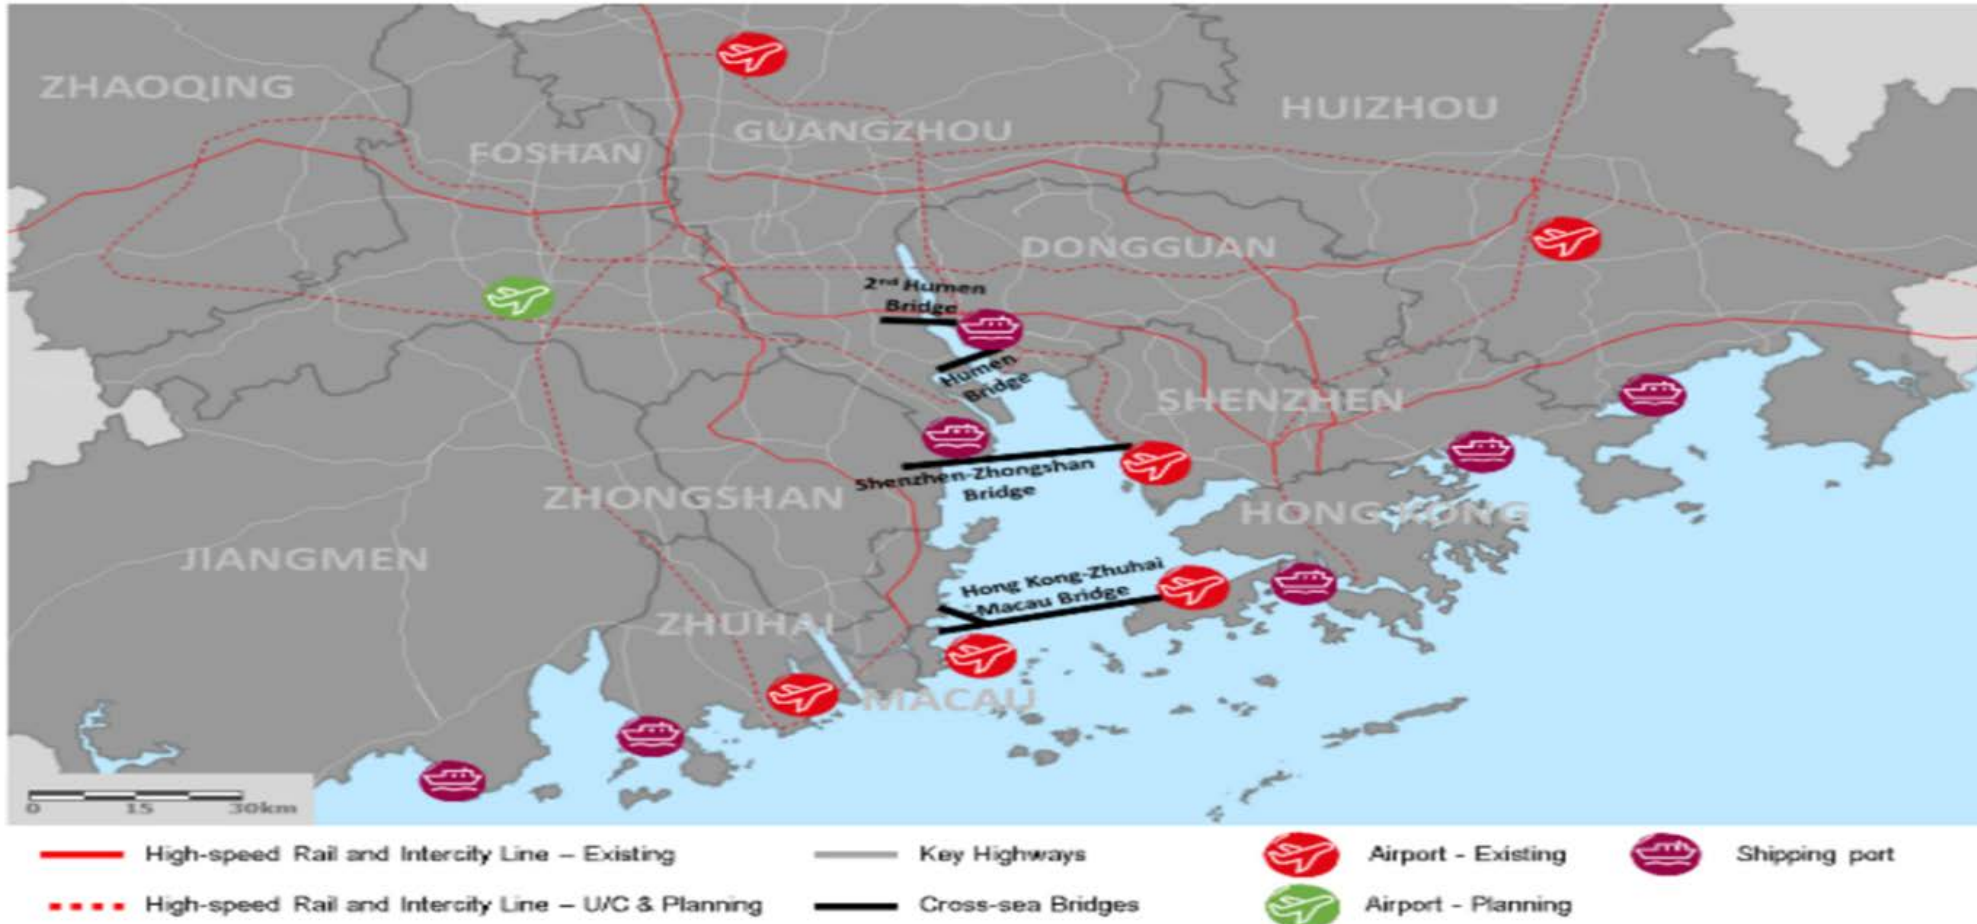 ZHAOQING
HUIZHOU
GUANGZHOU
FOSHAN
DONGGUAN
2nd Humen
Bridge
Humen
Bridge
SHENZHEN
Shenzhen-Zhongshan
Bridge
ZHONGSHAN
HONG KONG
JIANGMEN
Hong Kong-Zhuhai
Macau Bridge
ZHUHAI
MACAU
0 15 30km
High-speed Rail and Intercity Line – Existing
Key Highways
Airport - Existing
Shipping port
High-speed Rail and Intercity Line – U/C & Planning
Cross-sea Bridges
Airport - Planning